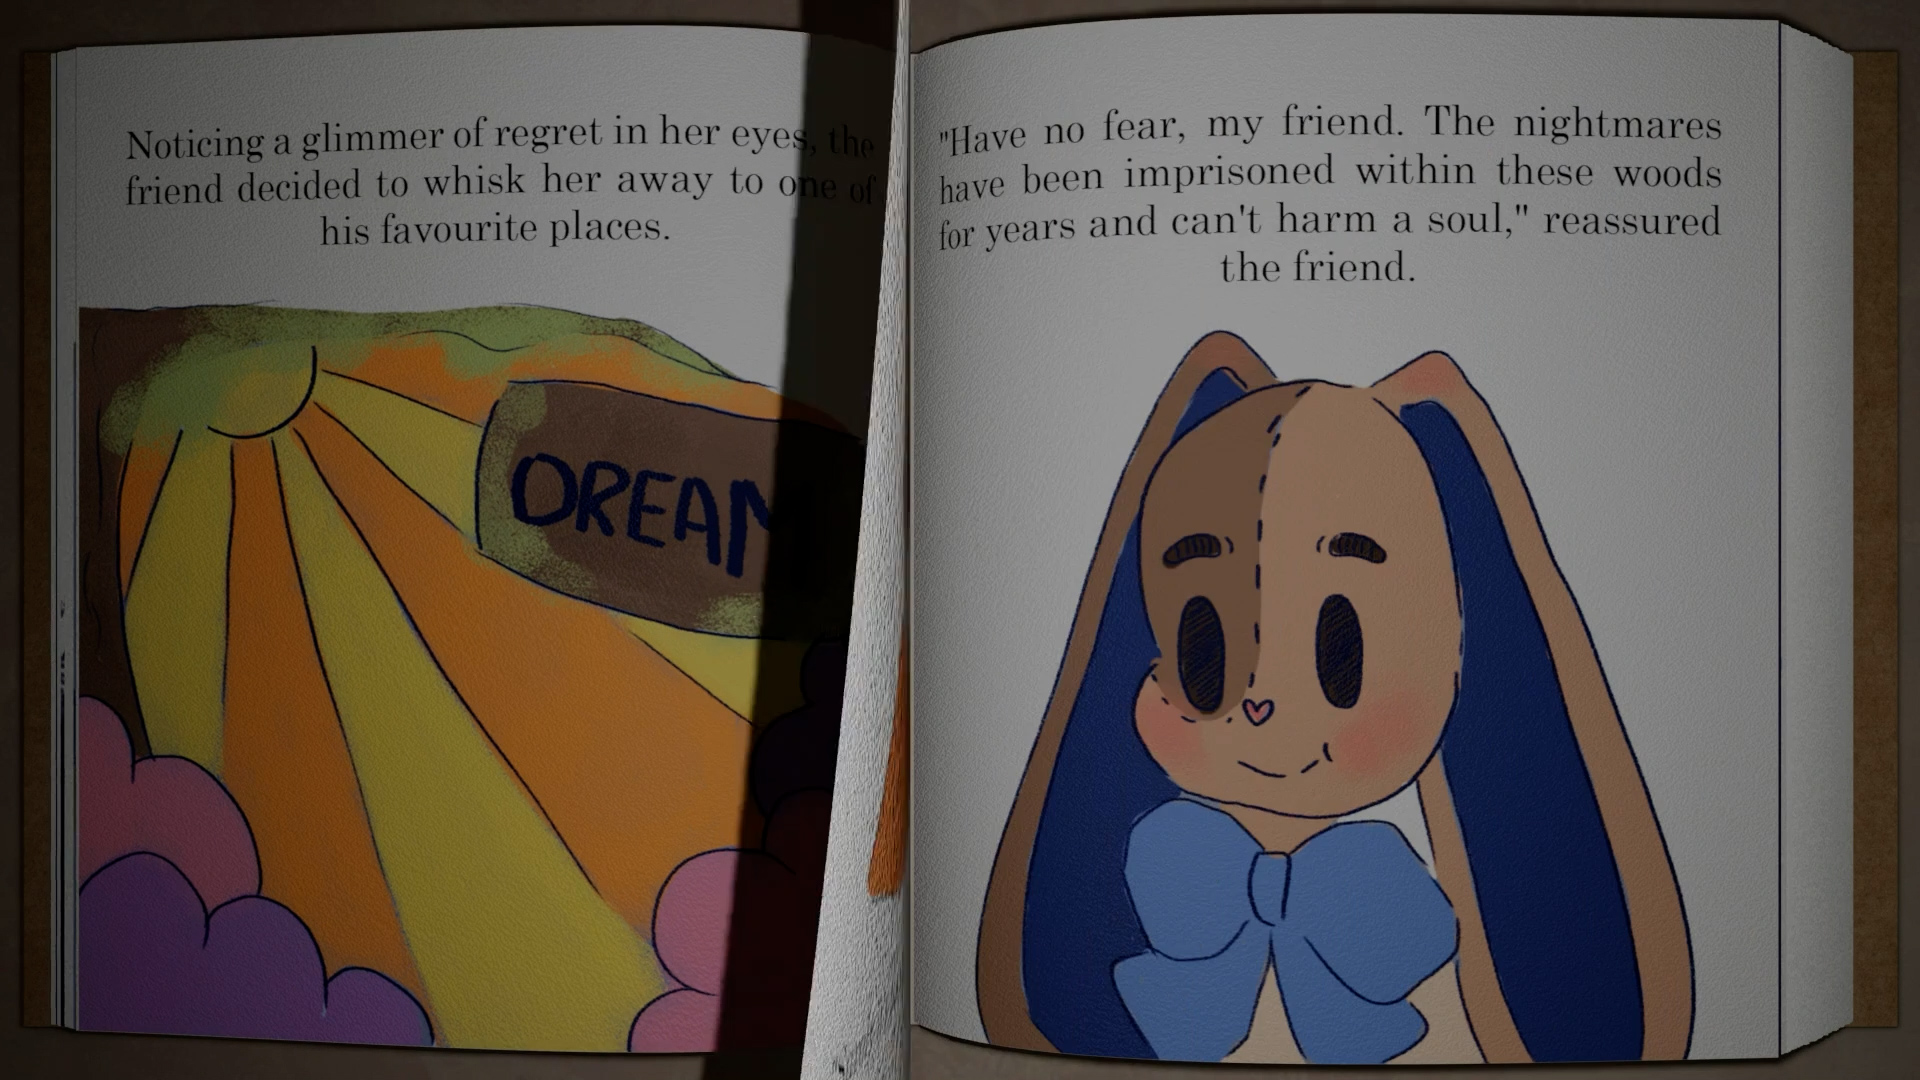 Noticing a glimmer of regret in her eyes, the
friend decided to whisk her away to one of
his favourite places.
DREAM
"Have no fear, my friend. The nightmares
have been imprisoned within these woods
for years and can't harm a soul," reassured
the friend.